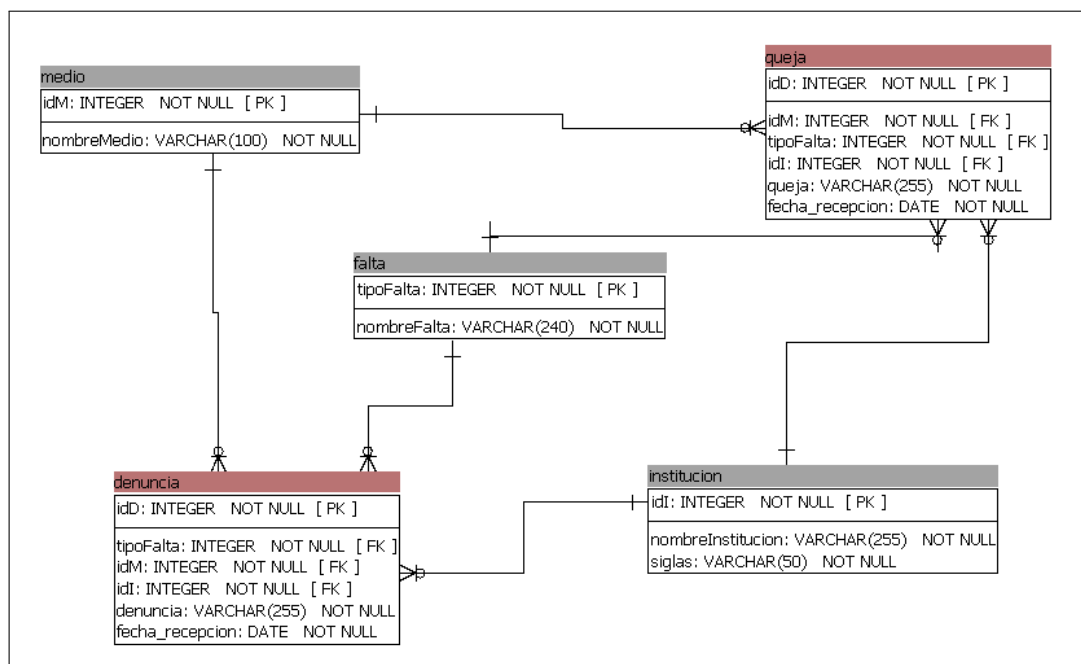 medio
idM: INTEGER NOT NULL [ PK ]
nombreMedio: VARCHAR(100) NOT NULL
queja
idD: INTEGER NOT NULL [ PK ]
idM: INTEGER NOT NULL [ FK ]
tipoFalta: INTEGER NOT NULL [ FK ]
idI: INTEGER NOT NULL [ FK ]
queja: VARCHAR(255) NOT NULL
fecha_recepcion: DATE NOT NULL
falta
tipoFalta: INTEGER NOT NULL [ PK ]
nombreFalta: VARCHAR(240) NOT NULL
denuncia
idD: INTEGER NOT NULL [ PK ]
tipoFalta: INTEGER NOT NULL [ FK ]
idM: INTEGER NOT NULL [ FK ]
idI: INTEGER NOT NULL [ FK ]
denuncia: VARCHAR(255) NOT NULL
fecha_recepcion: DATE NOT NULL
institucion
idI: INTEGER NOT NULL [ PK ]
nombreInstitucion: VARCHAR(255) NOT NULL
siglas: VARCHAR(50) NOT NULL